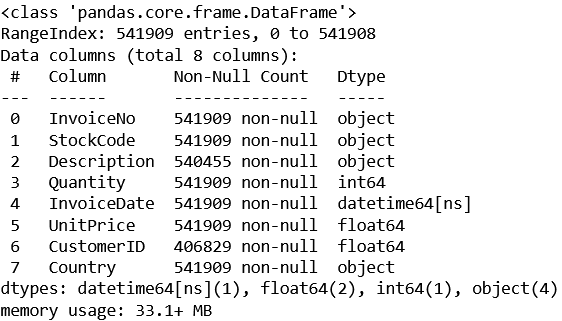 <class 'pandas.core.frame.DataFrame'>
RangeIndex: 541909 entries, 0 to 541908
Data columns (total 8 columns):
 #   Column       Non-Null Count   Dtype
---  ------       --------------   -----
 0   InvoiceNo    541909 non-null  object
 1   StockCode    541909 non-null  object
 2   Description  540455 non-null  object
 3   Quantity     541909 non-null  int64
 4   InvoiceDate  541909 non-null  datetime64[ns]
 5   UnitPrice    541909 non-null  float64
 6   CustomerID   406829 non-null  float64
 7   Country      541909 non-null  object
dtypes: datetime64[ns](1), float64(2), int64(1), object(4)
memory usage: 33.1+ MB